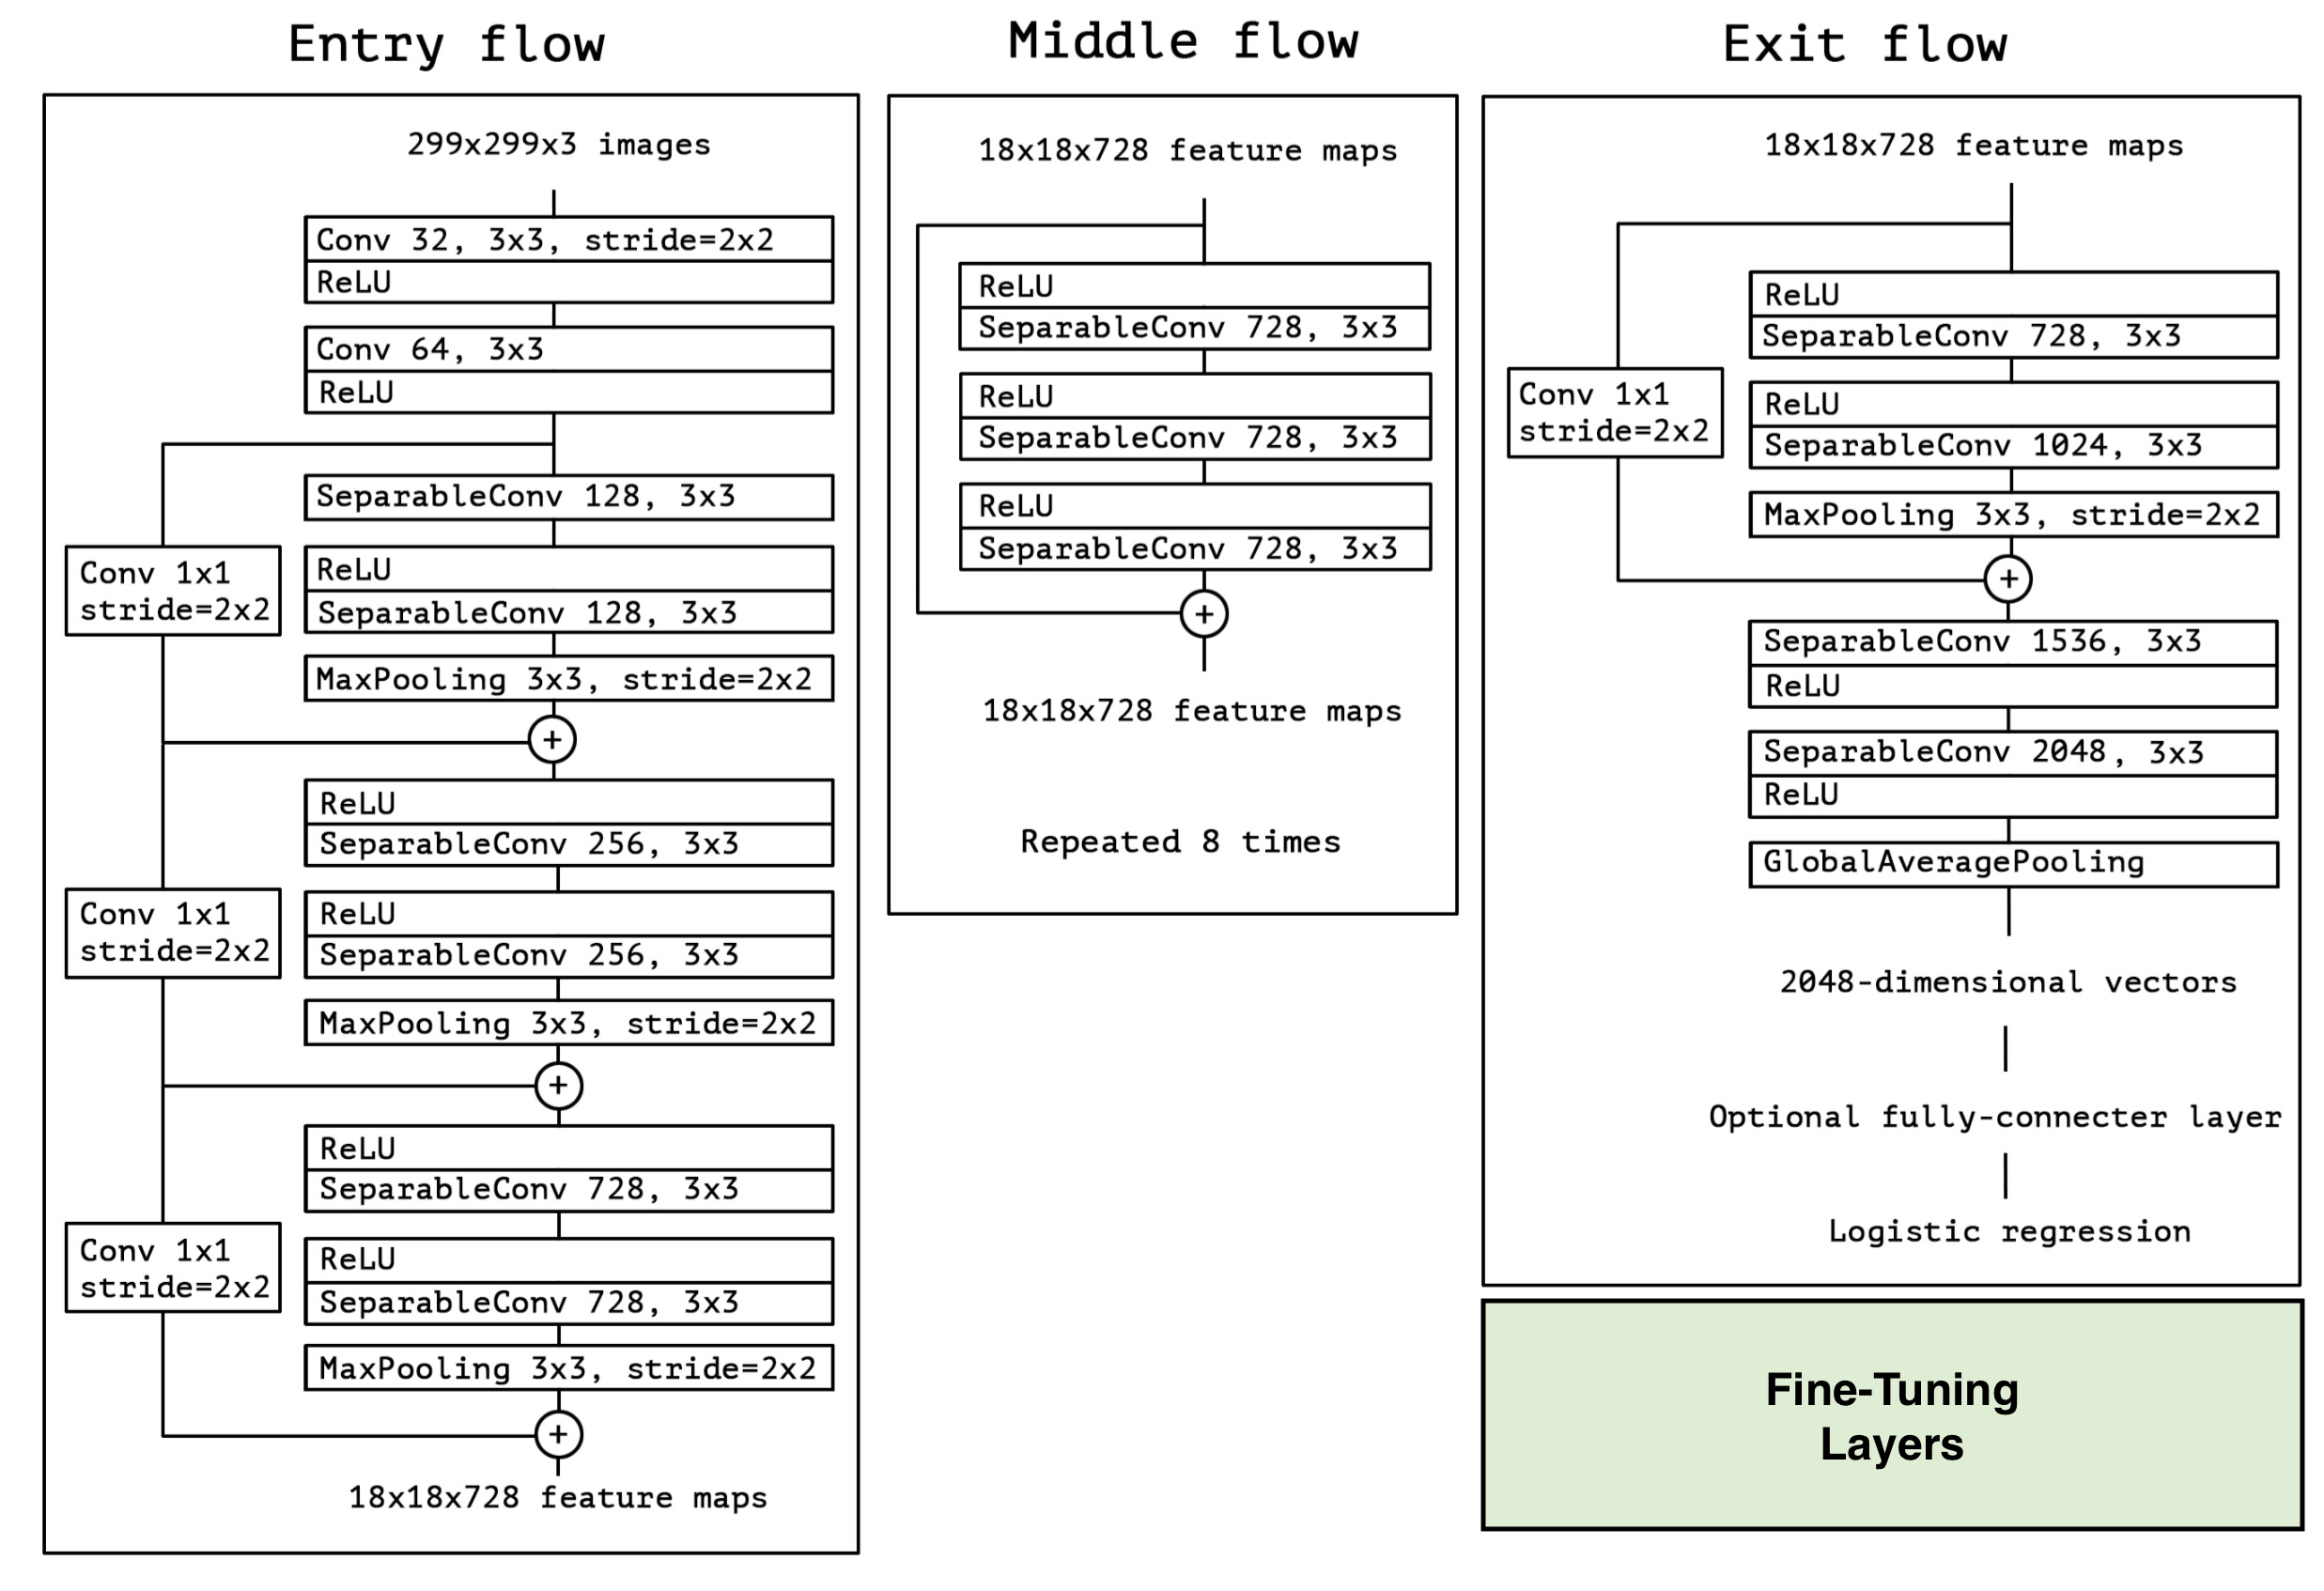 Entry flow
299x299x3 images
Conv 32, 3x3, stride=2x2
ReLU
Conv 64, 3x3
ReLU
SeparableConv 128, 3x3
Conv 1x1
stride=2x2
ReLU
SeparableConv 128, 3x3
MaxPooling 3x3, stride=2x2
+
ReLU
SeparableConv 256, 3x3
Conv 1x1
stride=2x2
ReLU
SeparableConv 256, 3x3
MaxPooling 3x3, stride=2x2
+
ReLU
SeparableConv 728, 3x3
Conv 1x1
stride=2x2
ReLU
SeparableConv 728, 3x3
MaxPooling 3x3, stride=2x2
+
18x18x728 feature maps
Middle flow
18x18x728 feature maps
ReLU
SeparableConv 728, 3x3
ReLU
SeparableConv 728, 3x3
ReLU
SeparableConv 728, 3x3
+
18x18x728 feature maps
Repeated 8 times
Exit flow
18x18x728 feature maps
ReLU
SeparableConv 728, 3x3
Conv 1x1
stride=2x2
ReLU
SeparableConv 1024, 3x3
MaxPooling 3x3, stride=2x2
+
SeparableConv 1536, 3x3
ReLU
SeparableConv 2048, 3x3
ReLU
GlobalAveragePooling
2048-dimensional vectors
Optional fully-connecter layer
Logistic regression
Fine-Tuning
Layers